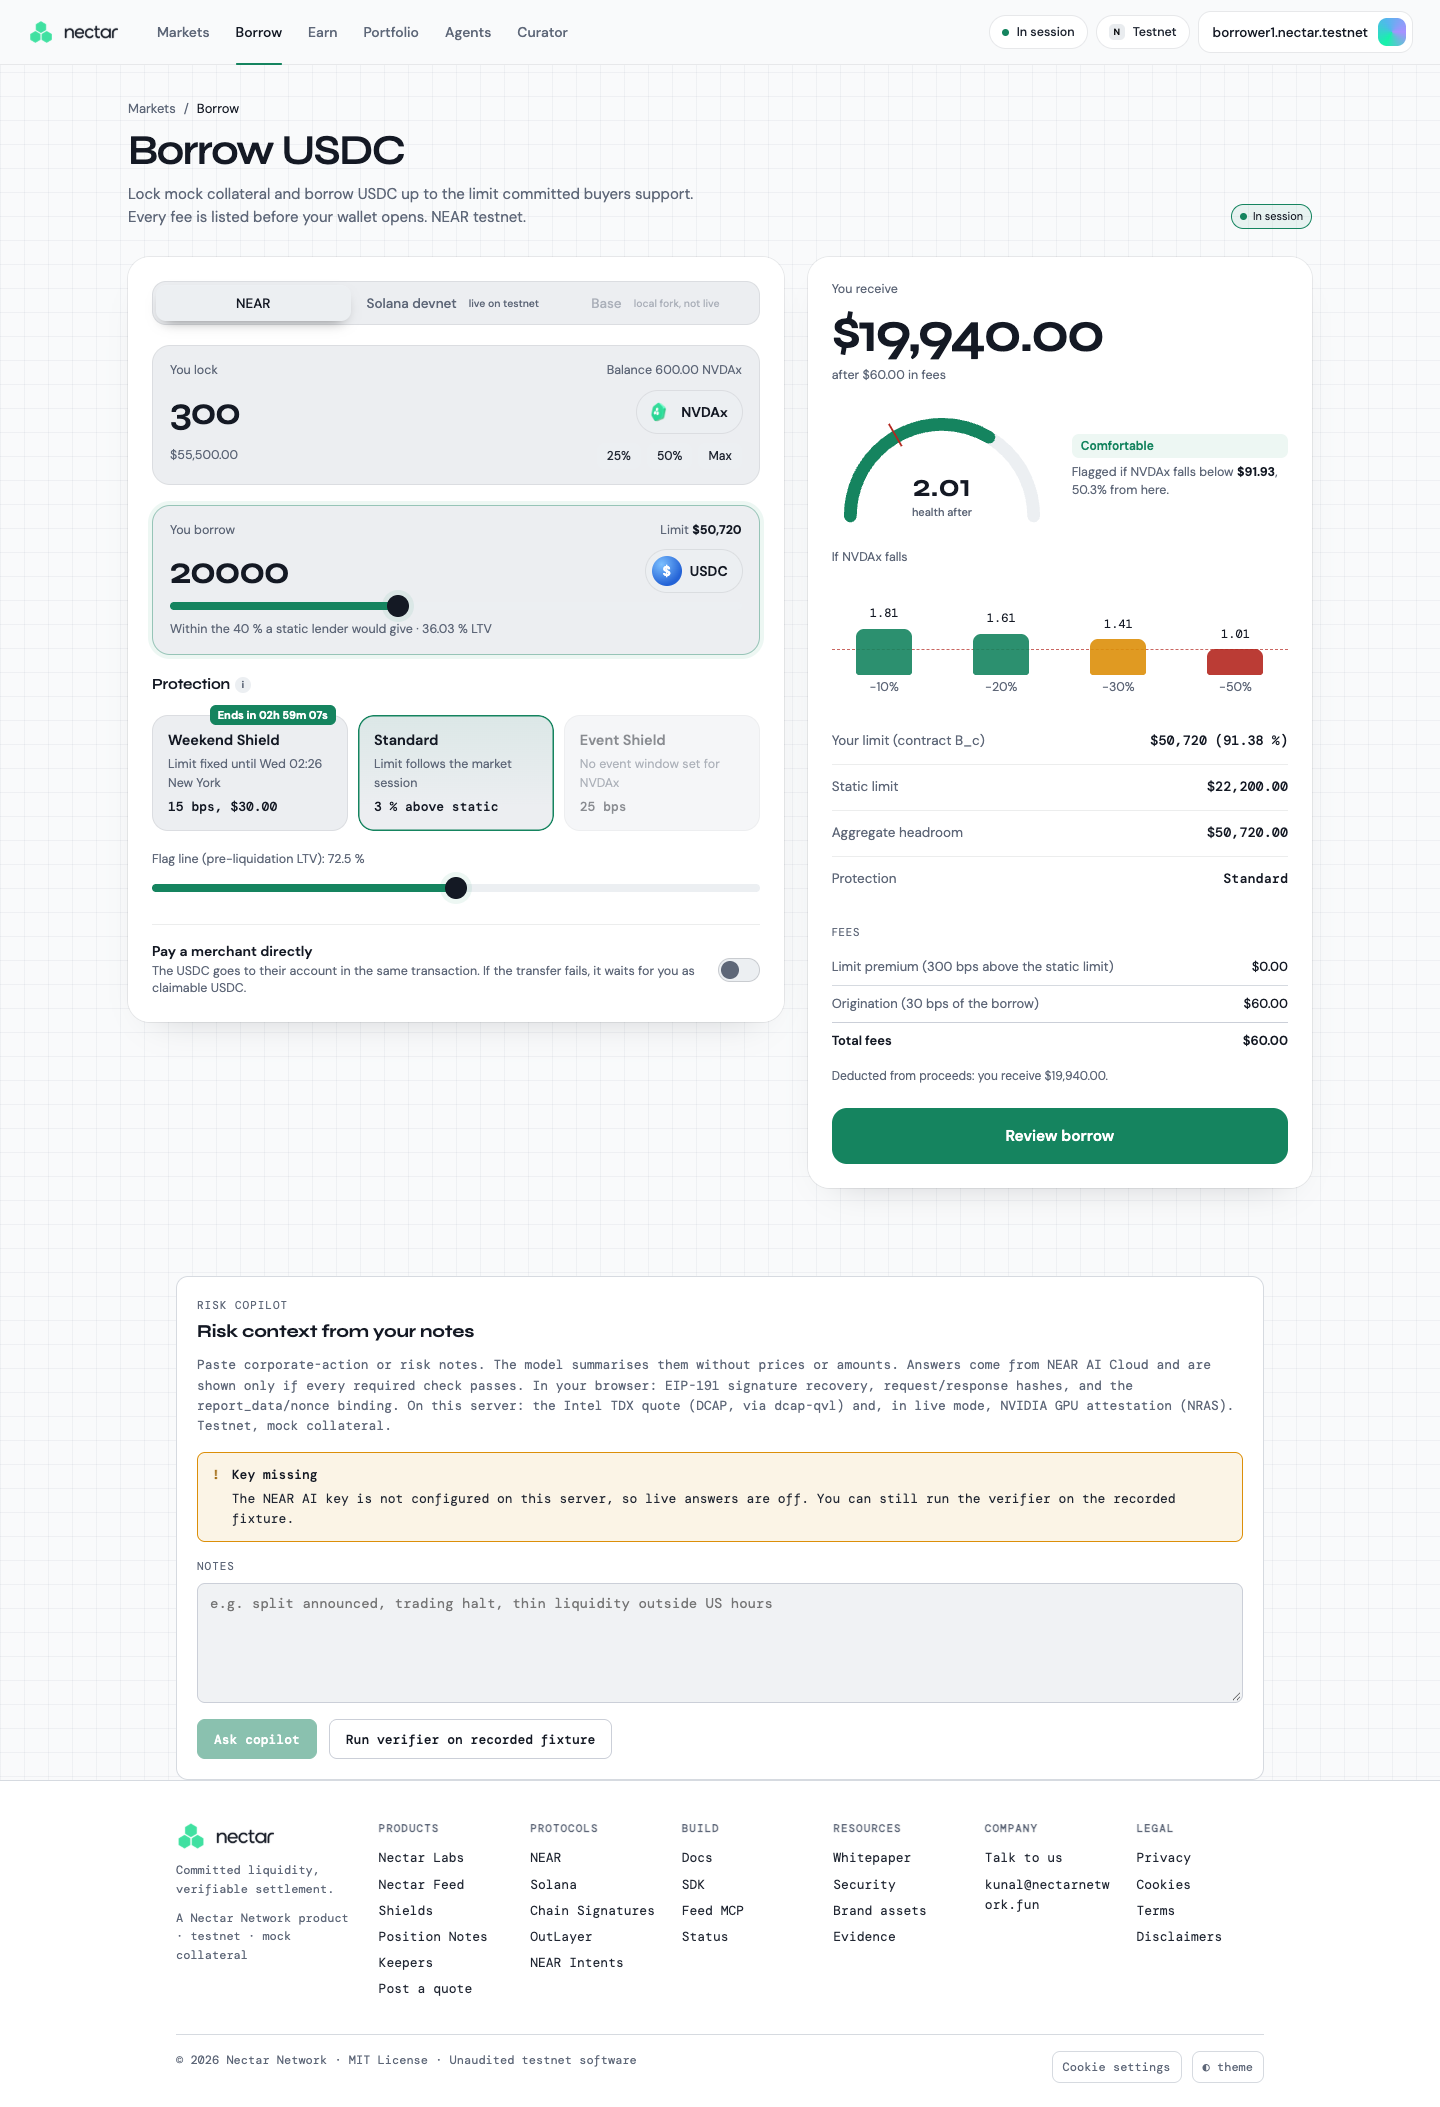 nectar
Markets
Borrow
Earn
Portfolio
Agents
Curator
In session
N Testnet
borrower1.nectar.testnet
Markets / Borrow
Borrow USDC
Lock mock collateral and borrow USDC up to the limit committed buyers support.
Every fee is listed before your wallet opens. NEAR testnet.
In session
NEAR
Solana devnet live on testnet
Base local fork, not live
You lock
Balance 600.00 NVDAx
300
NVDAx
$55,500.00
25% 50% Max
You borrow
Limit $50,720
20000
$ USDC
Within the 40 % a static lender would give · 36.03 % LTV
Protection i
Ends in 02h 59m 07s
Weekend Shield
Limit fixed until Wed 02:26
New York
15 bps, $30.00
Standard
Limit follows the market
session
3 % above static
Event Shield
No event window set for
NVDAx
25 bps
Flag line (pre-liquidation LTV): 72.5 %
Pay a merchant directly
The USDC goes to their account in the same transaction. If the transfer fails, it waits for you as
claimable USDC.
You receive
$19,940.00
after $60.00 in fees
2.01
health after
Comfortable
Flagged if NVDAx falls below $91.93,
50.3% from here.
If NVDAx falls
1.81 1.61 1.41 1.01
-10% -20% -30% -50%
Your limit (contract B_c) $50,720 (91.38 %)
Static limit $22,200.00
Aggregate headroom $50,720.00
Protection Standard
FEES
Limit premium (300 bps above the static limit) $0.00
Origination (30 bps of the borrow) $60.00
Total fees $60.00
Deducted from proceeds: you receive $19,940.00.
Review borrow
RISK COPILOT
Risk context from your notes
Paste corporate-action or risk notes. The model summarises them without prices or amounts. Answers come from NEAR AI Cloud and are
shown only if every required check passes. In your browser: EIP-191 signature recovery, request/response hashes, and the
report_data/nonce binding. On this server: the Intel TDX quote (DCAP, via dcap-qvl) and, in live mode, NVIDIA GPU attestation (NRAS).
Testnet, mock collateral.
! Key missing
The NEAR AI key is not configured on this server, so live answers are off. You can still run the verifier on the recorded
fixture.
NOTES
e.g. split announced, trading halt, thin liquidity outside US hours
Ask copilot
Run verifier on recorded fixture
nectar
Committed liquidity,
verifiable settlement.
A Nectar Network product
· testnet · mock
collateral
PRODUCTS
Nectar Labs
Nectar Feed
Shields
Position Notes
Keepers
Post a quote
PROTOCOLS
NEAR
Solana
Chain Signatures
OutLayer
NEAR Intents
BUILD
Docs
SDK
Feed MCP
Status
RESOURCES
Whitepaper
Security
Brand assets
Evidence
COMPANY
Talk to us
kunal@nectarnetw
ork.fun
LEGAL
Privacy
Cookies
Terms
Disclaimers
© 2026 Nectar Network · MIT License · Unaudited testnet software
Cookie settings
◐ theme